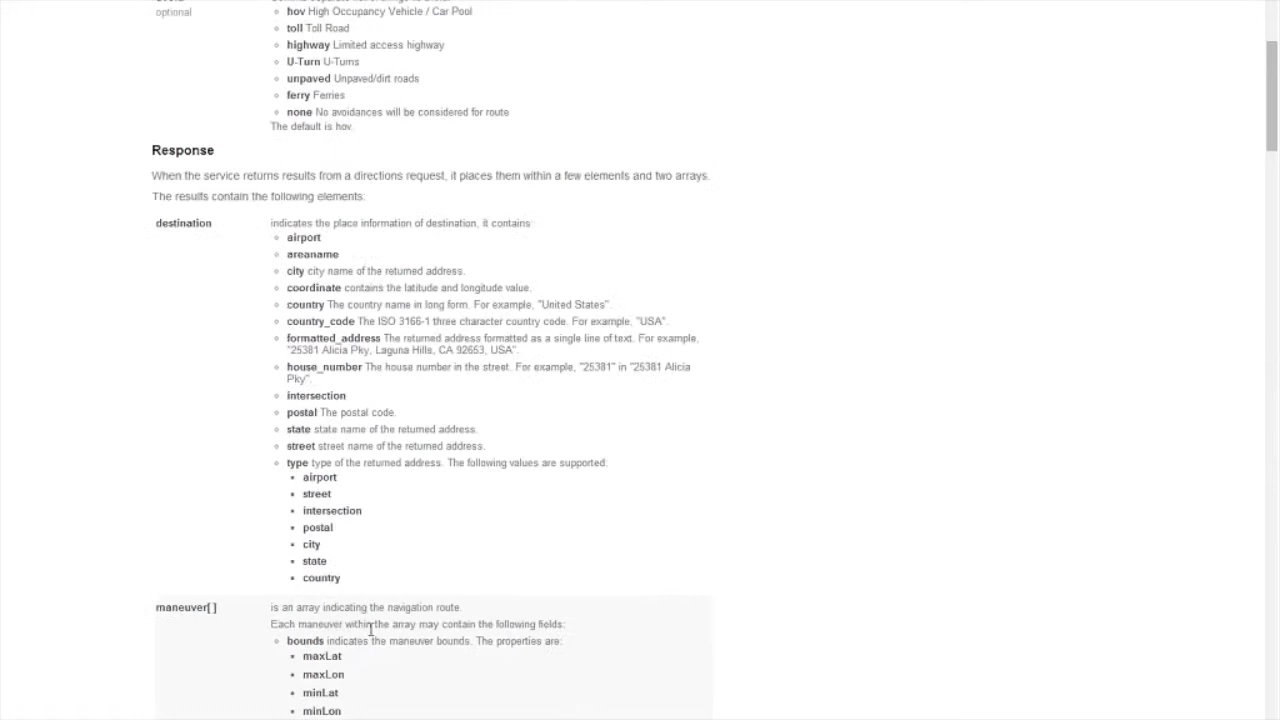 optional
hov High Occupancy Vehicle / Car Pool
toll Toll Road
highway Limited access highway
U-Turn U-Turns
unpaved Unpaved/dirt roads
ferry Ferries
none No avoidances will be considered for route
The default is hov.
Response
When the service returns results from a directions request, it places them within a few elements and two arrays.
The results contain the following elements:
destination indicates the place information of destination, it contains:
airport
areaname
city city name of the returned address.
coordinate contains the latitude and longitude value.
country The country name in long form. For example, "United States".
country_code The ISO 3166-1 three character country code. For example, "USA".
formatted_address The returned address formatted as a single line of text. For example,
"25381 Alicia Pky, Laguna Hills, CA 92653, USA".
house_number The house number in the street. For example, "25381" in "25381 Alicia
Pky".
intersection
postal The postal code.
state state name of the returned address.
street street name of the returned address.
type type of the returned address. The following values are supported:
airport
street
intersection
postal
city
state
country
maneuver[] is an array indicating the navigation route.
Each maneuver within the array may contain the following fields:
bounds indicates the maneuver bounds. The properties are:
maxLat
maxLon
minLat
minLon